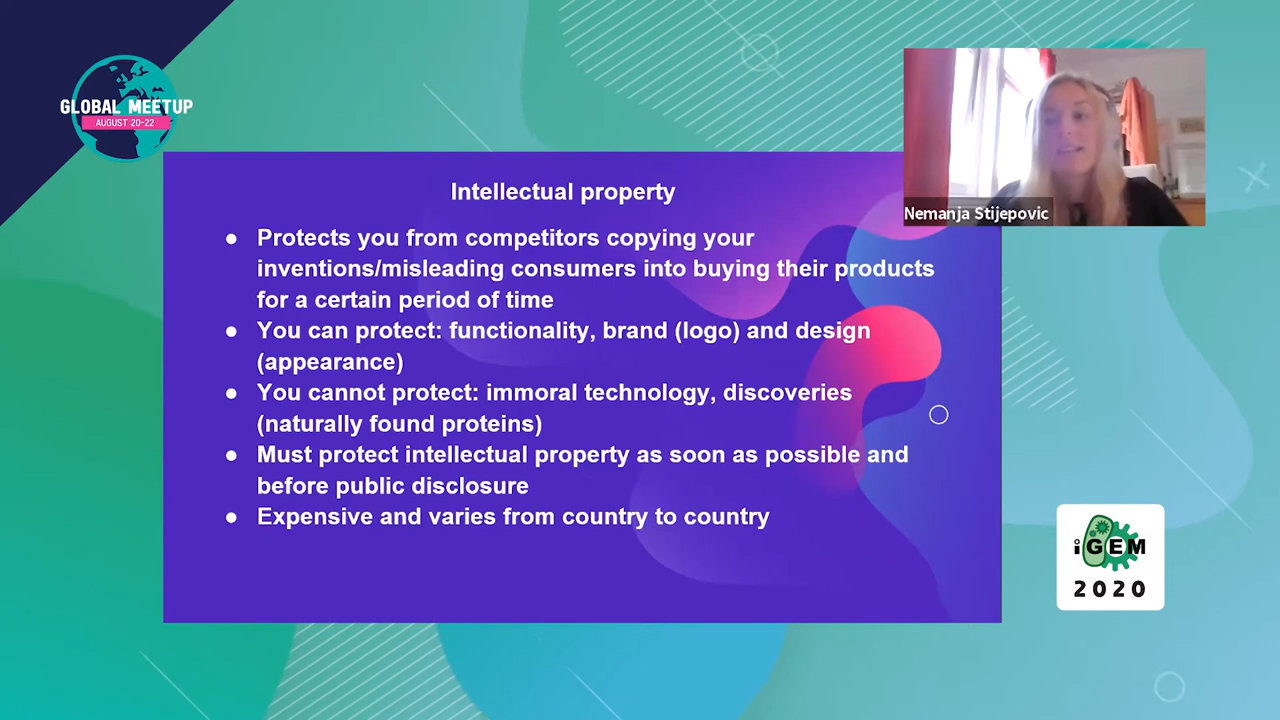 GLOBAL MEETUP
AUGUST 20-22
Nemanja Stijepovic
Intellectual property
● Protects you from competitors copying your
inventions/misleading consumers into buying their products
for a certain period of time
● You can protect: functionality, brand (logo) and design
(appearance)
● You cannot protect: immoral technology, discoveries
(naturally found proteins)
● Must protect intellectual property as soon as possible and
before public disclosure
● Expensive and varies from country to country
iGEM
2020